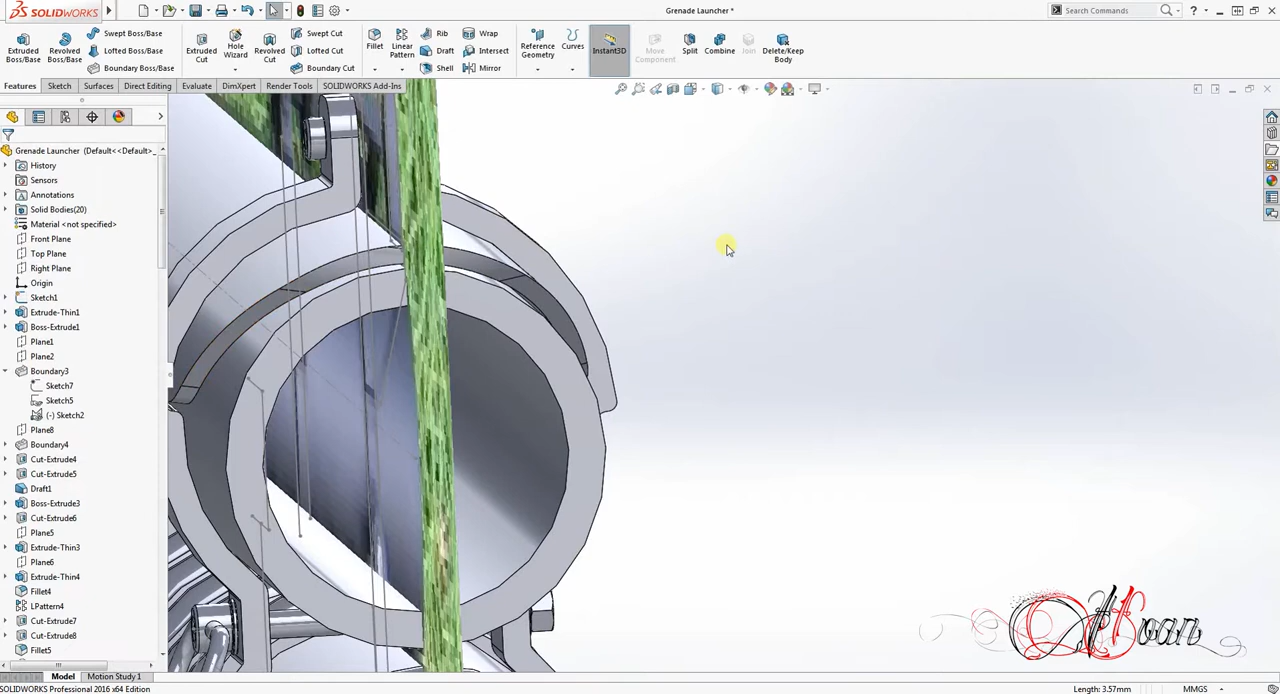 SOLIDWORKS
Grenade Launcher *
Search Commands
Extruded Boss/Base
Revolved Boss/Base
Swept Boss/Base
Lofted Boss/Base
Boundary Boss/Base
Extruded Cut
Hole Wizard
Revolved Cut
Swept Cut
Lofted Cut
Boundary Cut
Fillet
Linear Pattern
Rib
Draft
Shell
Wrap
Intersect
Mirror
Reference Geometry
Curves
Instant3D
Move Component
Split
Combine
Join
Delete/Keep Body
Features
Sketch
Surfaces
Direct Editing
Evaluate
DimXpert
Render Tools
SOLIDWORKS Add-Ins
Grenade Launcher (Default<<Default>_
History
Sensors
Annotations
Solid Bodies(20)
Material <not specified>
Front Plane
Top Plane
Right Plane
Origin
Sketch1
Extrude-Thin1
Boss-Extrude1
Plane1
Plane2
Boundary3
Sketch7
Sketch5
(-) Sketch2
Plane8
Boundary4
Cut-Extrude4
Cut-Extrude5
Draft1
Boss-Extrude3
Cut-Extrude6
Plane5
Extrude-Thin3
Plane6
Extrude-Thin4
Fillet4
LPattern4
Cut-Extrude7
Cut-Extrude8
Fillet5
Model
Motion Study 1
SOLIDWORKS Professional 2016 x64 Edition
Length: 3.57mm
MMGS